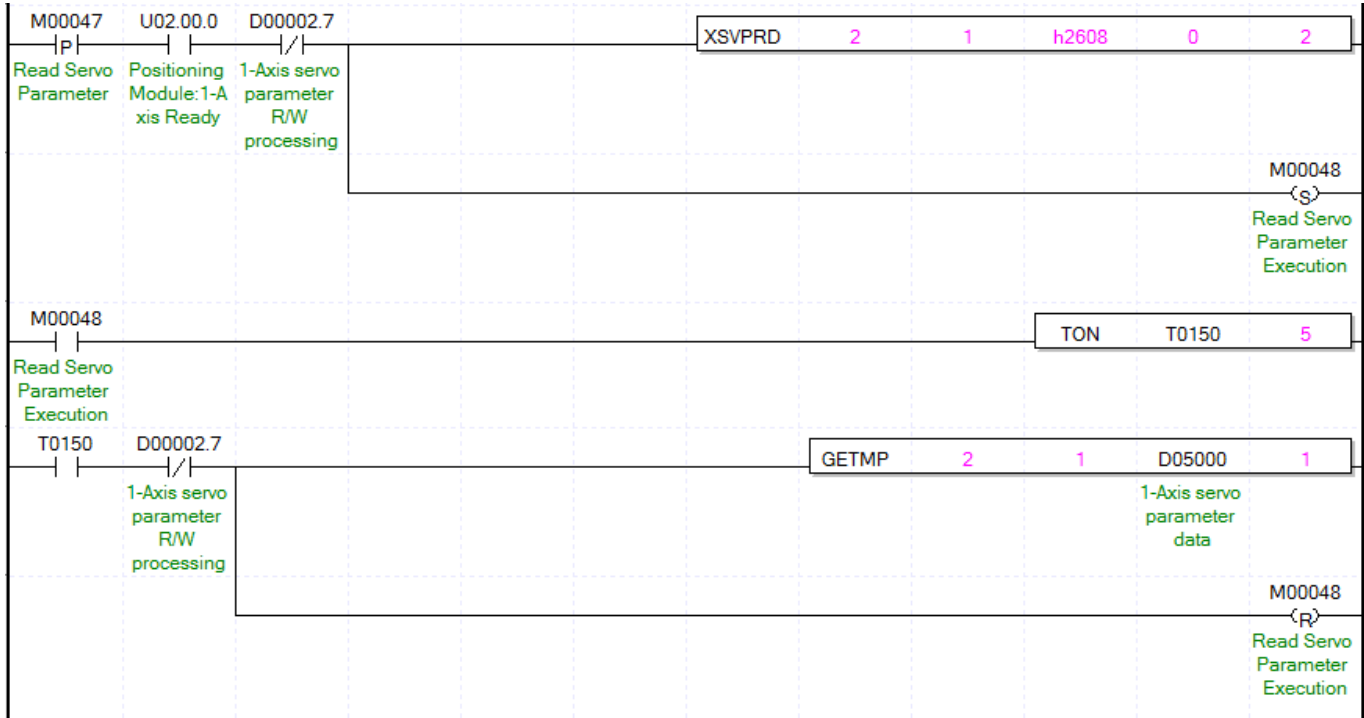 M00047 U02.00.0 D00002.7
P
XSVPRD 2 1 h2608 0 2
Read Servo Positioning 1-Axis servo
Parameter Module:1-A parameter
xis Ready R/W
processing
M00048
S
Read Servo
Parameter
Execution
M00048
TON T0150 5
Read Servo
Parameter
Execution
T0150 D00002.7
GETMP 2 1 D05000 1
1-Axis servo 1-Axis servo
parameter parameter
R/W data
processing
M00048
R
Read Servo
Parameter
Execution